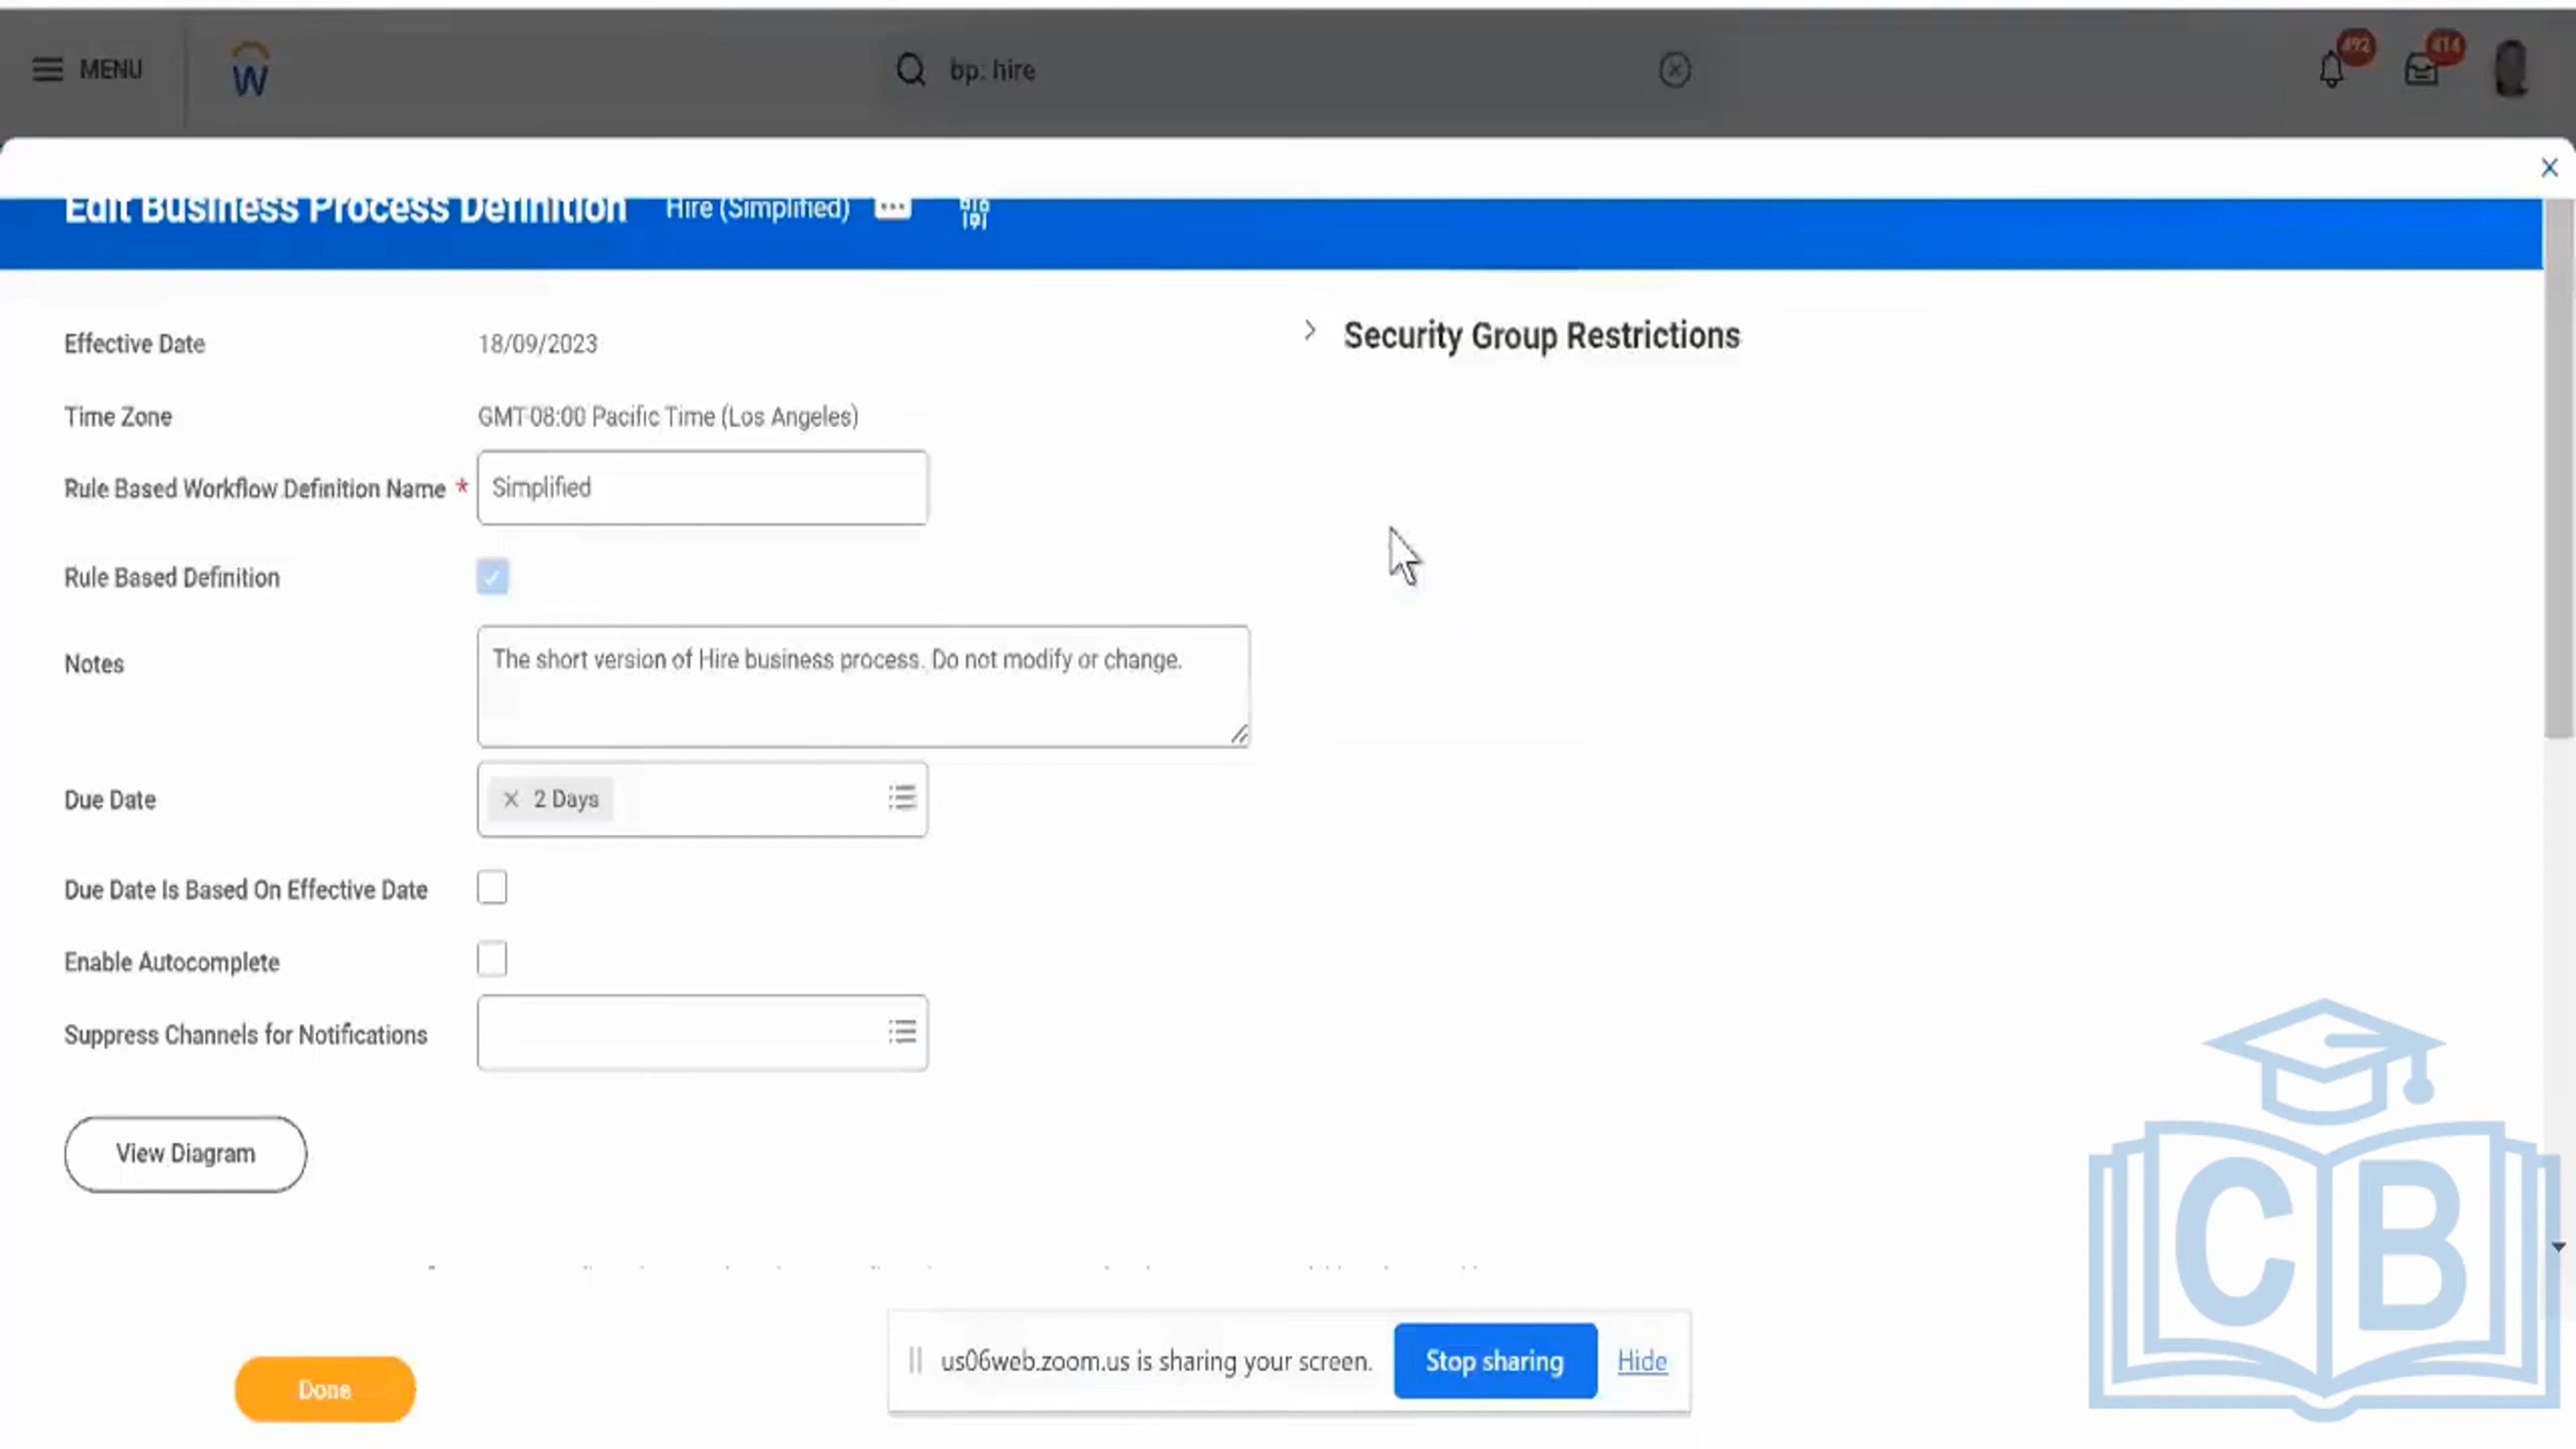 MENU
bp: hire
492
414
Edit Business Process Definition Hire (Simplified)
Effective Date 18/09/2023
Security Group Restrictions
Time Zone GMT-08:00 Pacific Time (Los Angeles)
Rule Based Workflow Definition Name * Simplified
Rule Based Definition
Notes The short version of Hire business process. Do not modify or change.
Due Date 2 Days
Due Date Is Based On Effective Date
Enable Autocomplete
Suppress Channels for Notifications
View Diagram
CB
us06web.zoom.us is sharing your screen. Stop sharing Hide
Done